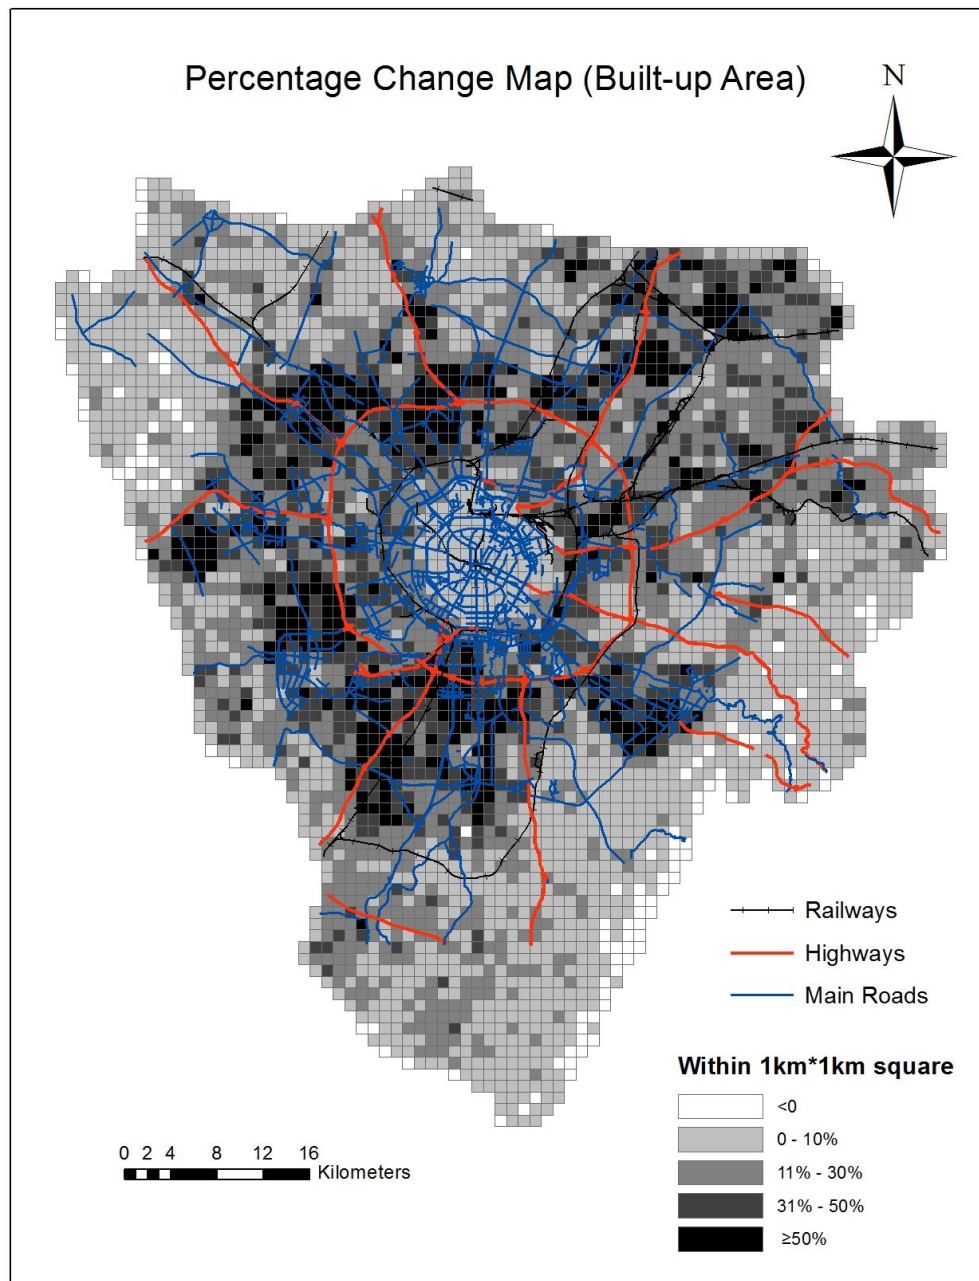 Percentage Change Map (Built-up Area)
N
Railways
Highways
Main Roads
Within 1km*1km square
<0
0 - 10%
11% - 30%
31% - 50%
≥50%
0 2 4 8 12 16
Kilometers